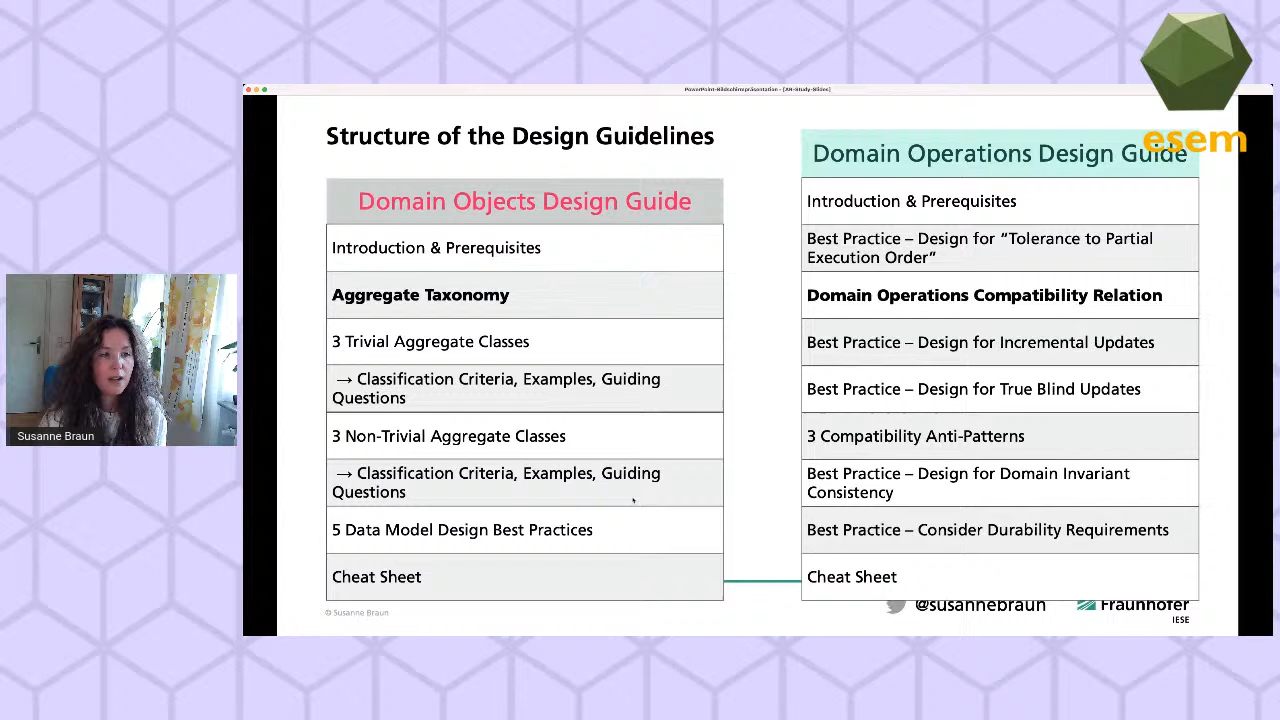 PowerPoint-Bildschirmpräsentation - [AR-Study-Slides]
esem
Structure of the Design Guidelines
Domain Objects Design Guide
Introduction & Prerequisites
Aggregate Taxonomy
3 Trivial Aggregate Classes
→ Classification Criteria, Examples, Guiding
Questions
3 Non-Trivial Aggregate Classes
→ Classification Criteria, Examples, Guiding
Questions
5 Data Model Design Best Practices
Cheat Sheet
Domain Operations Design Guide
Introduction & Prerequisites
Best Practice – Design for “Tolerance to Partial
Execution Order”
Domain Operations Compatibility Relation
Best Practice – Design for Incremental Updates
Best Practice – Design for True Blind Updates
3 Compatibility Anti-Patterns
Best Practice – Design for Domain Invariant
Consistency
Best Practice – Consider Durability Requirements
Cheat Sheet
© Susanne Braun
@susannebraun
Fraunhofer
IESE
Susanne Braun